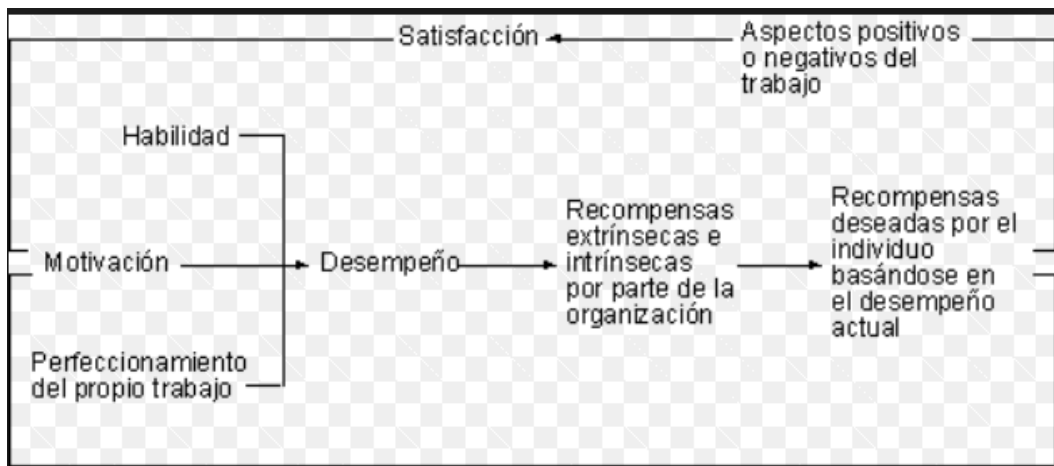 Satisfacción
Aspectos positivos
o negativos del
trabajo
Habilidad
Motivación
Desempeño
Recompensas
extrínsecas e
intrínsecas
por parte de la
organización
Recompensas
deseadas por el
individuo
basándose en
el desempeño
actual
Perfeccionamiento
del propio trabajo